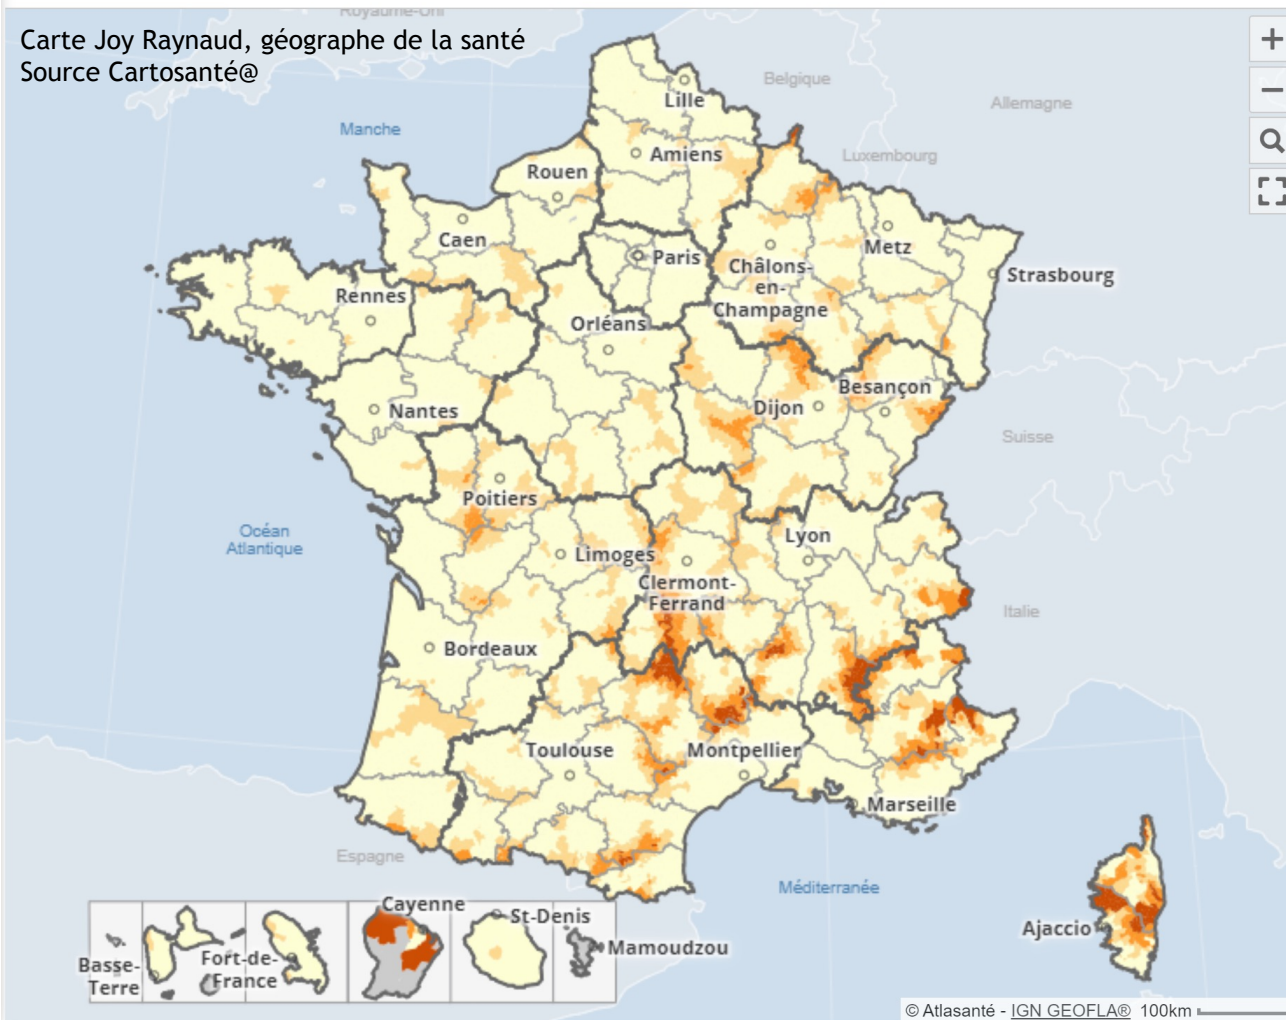 Royaume-Uni
Carte Joy Raynaud, géographe de la santé
Source Cartosanté@
Belgique
Allemagne
Lille
Manche
Amiens
Luxembourg
Rouen
Caen
Paris
Metz
Châlons-
en-
Champagne
Strasbourg
Rennes
Orléans
Besançon
Nantes
Dijon
Suisse
Poitiers
Océan
Atlantique
Lyon
Limoges
Clermont-
Ferrand
Italie
Bordeaux
Toulouse
Montpellier
Marseille
Espagne
Méditerranée
Cayenne
St-Denis
Ajaccio
Mamoudzou
Basse-
Terre
Fort-de-
France
© Atlasanté - IGN GEOFLA® 100km